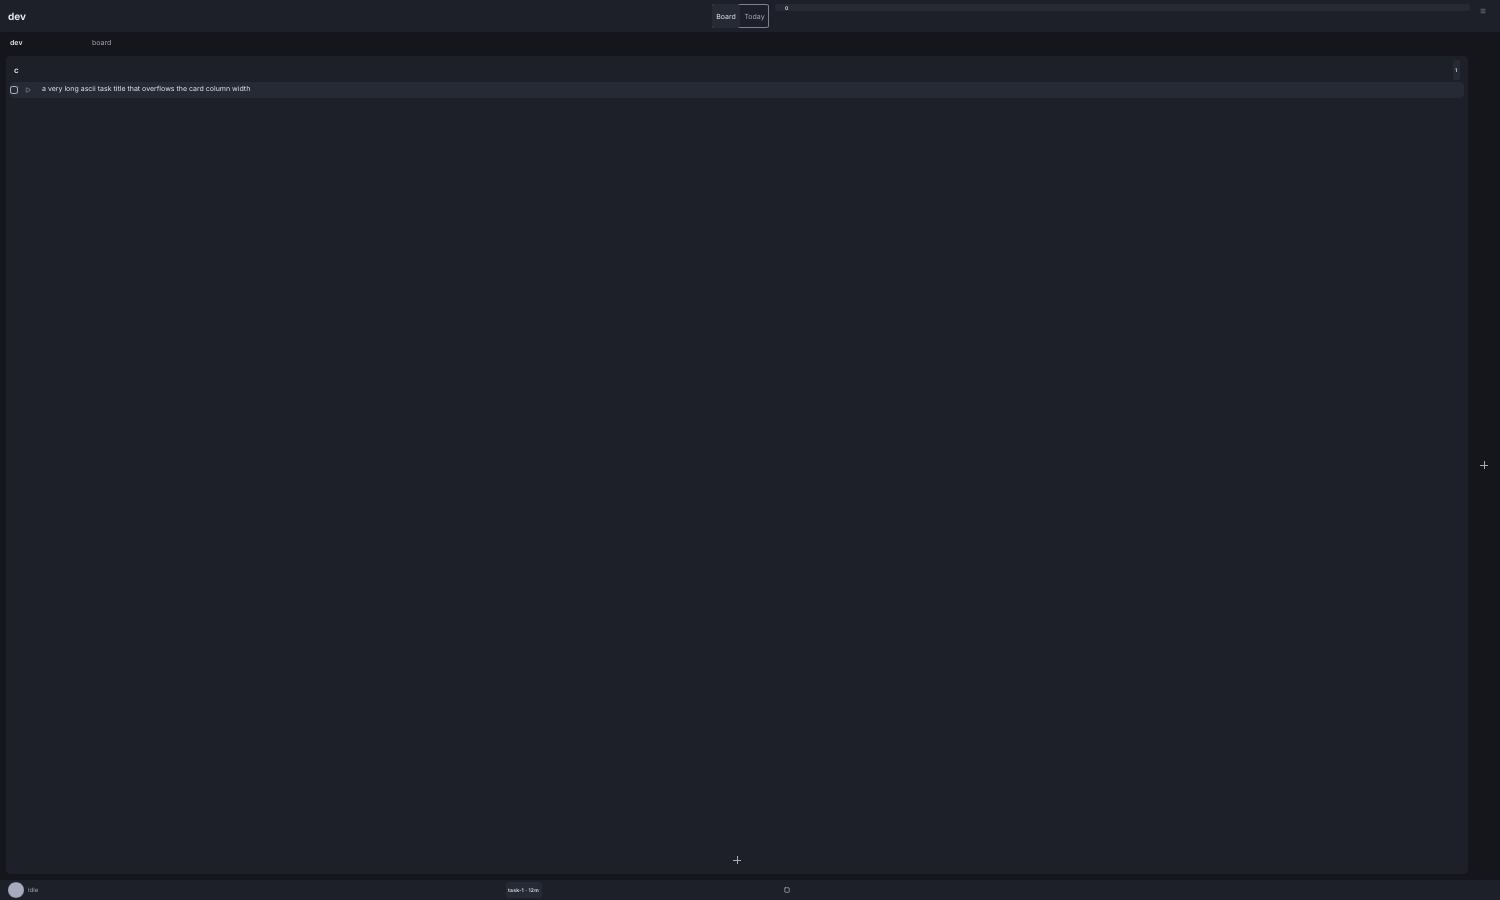 dev
Board Today
0
dev board
c
1
a very long ascii task title that overflows the card column width
Idle
task-1 · 12m